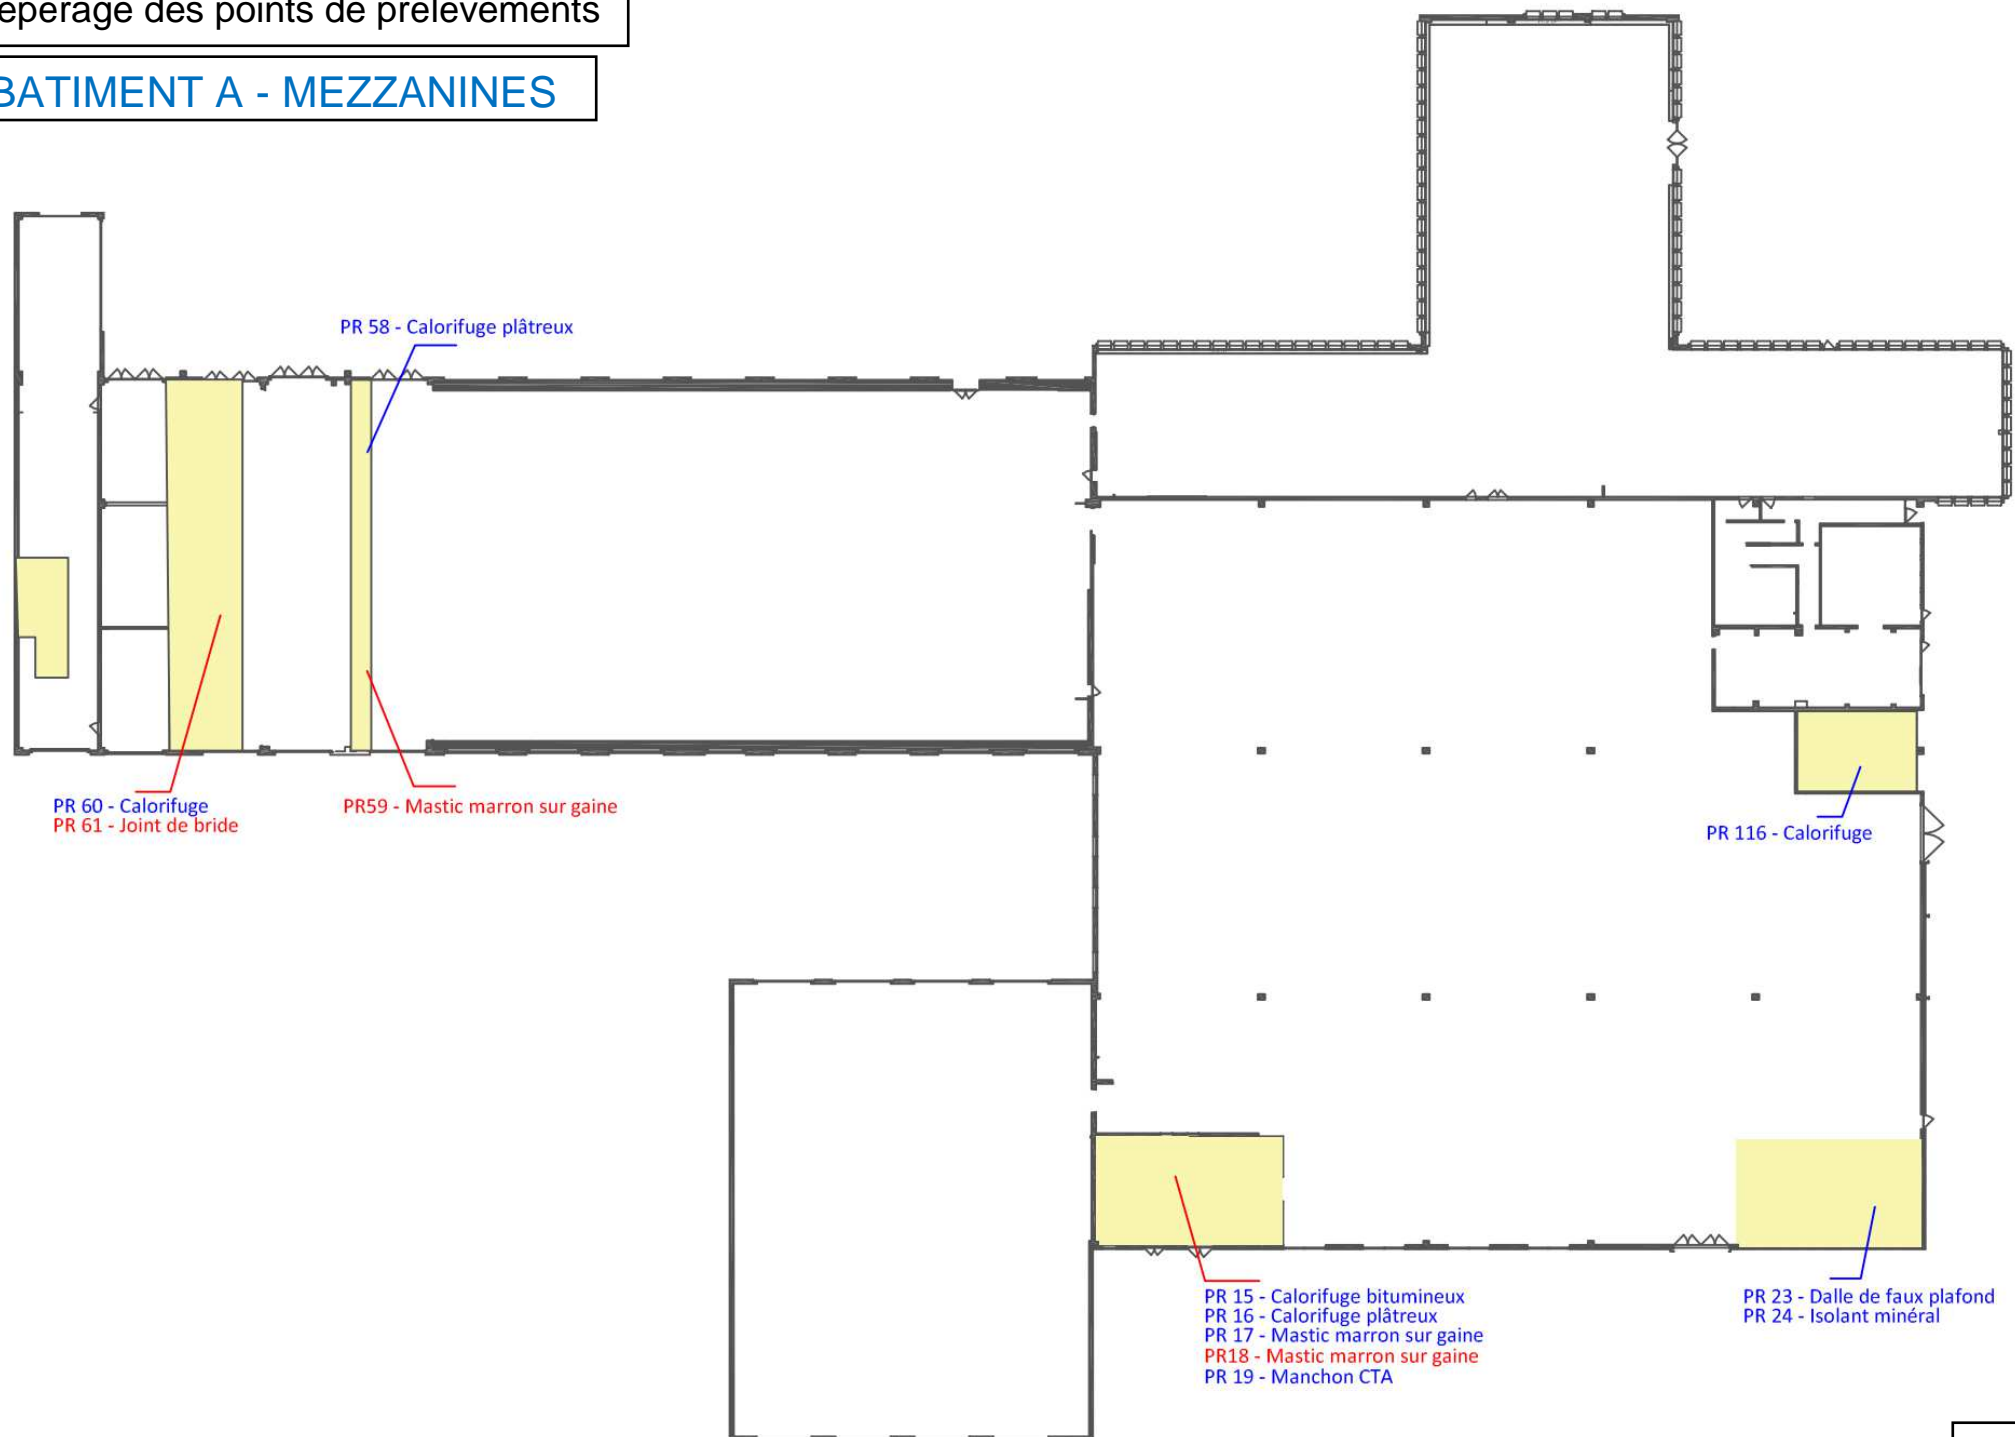 epérage des points de prélèvements
BATIMENT A - MEZZANINES
PR 58 - Calorifuge plâtreux
PR 60 - Calorifuge
PR 61 - Joint de bride
PR59 - Mastic marron sur gaine
PR 116 - Calorifuge
PR 15 - Calorifuge bitumineux
PR 16 - Calorifuge plâtreux
PR 17 - Mastic marron sur gaine
PR18 - Mastic marron sur gaine
PR 19 - Manchon CTA
PR 23 - Dalle de faux plafond
PR 24 - Isolant minéral